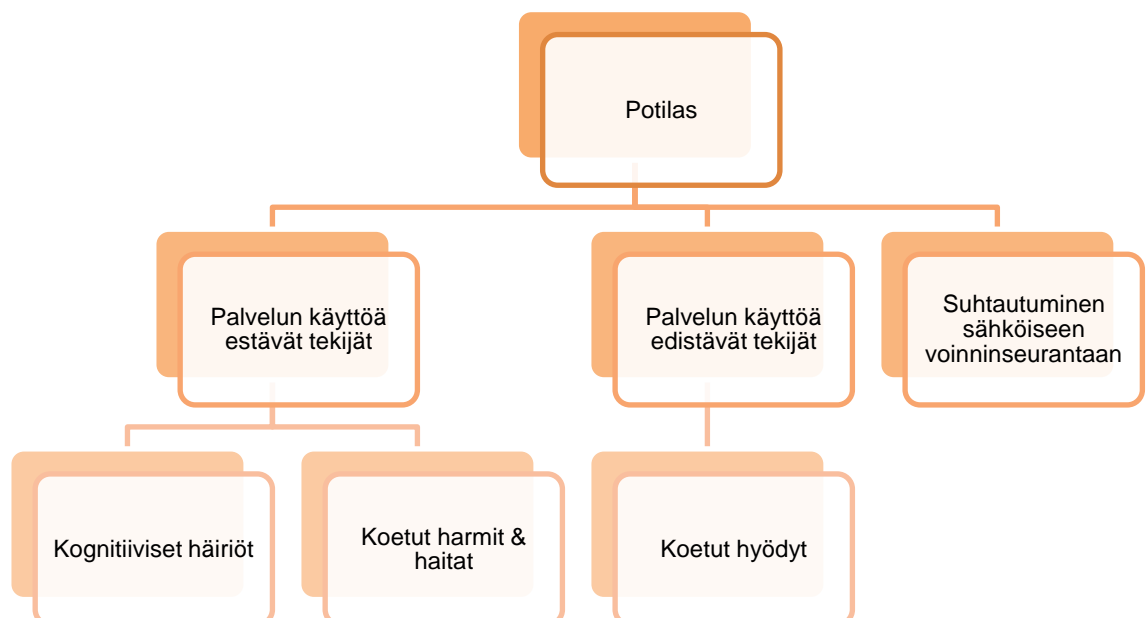 Potilas
Palvelun käyttöä
estävät tekijät
Palvelun käyttöä
edistävät tekijät
Suhtautuminen
sähköiseen
voinninseurantaan
Kognitiiviset häiriöt
Koetut harmit &
haitat
Koetut hyödyt